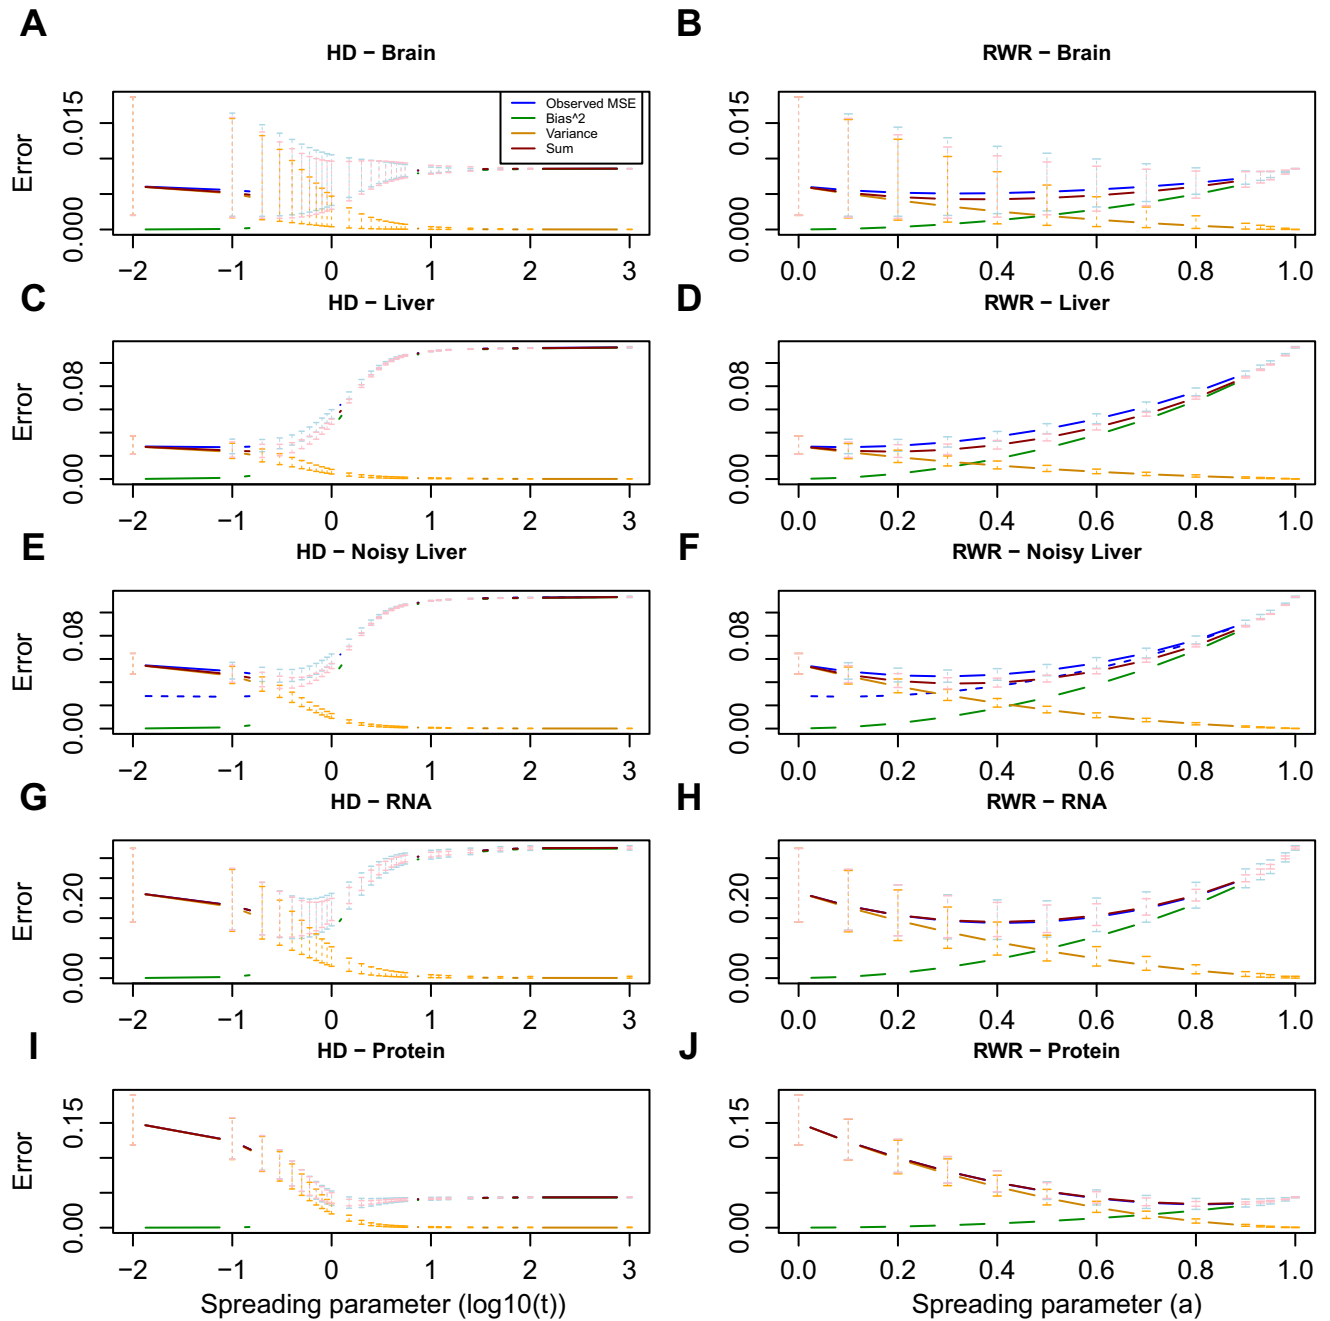 A
HD − Brain
Error
0.000
0.015
Observed MSE
Bias^2
Variance
Sum
−2 −1 0 1 2 3
B
RWR − Brain
0.000
0.015
0.0 0.2 0.4 0.6 0.8 1.0
C
HD − Liver
Error
0.00
0.08
−2 −1 0 1 2 3
D
RWR − Liver
0.00
0.08
0.0 0.2 0.4 0.6 0.8 1.0
E
HD − Noisy Liver
Error
0.00
0.08
−2 −1 0 1 2 3
F
RWR − Noisy Liver
0.00
0.08
0.0 0.2 0.4 0.6 0.8 1.0
G
HD − RNA
Error
0.00
0.20
−2 −1 0 1 2 3
H
RWR − RNA
0.00
0.20
0.0 0.2 0.4 0.6 0.8 1.0
I
HD − Protein
Error
0.00
0.15
−2 −1 0 1 2 3
Spreading parameter (log10(t))
J
RWR − Protein
0.00
0.15
0.0 0.2 0.4 0.6 0.8 1.0
Spreading parameter (a)